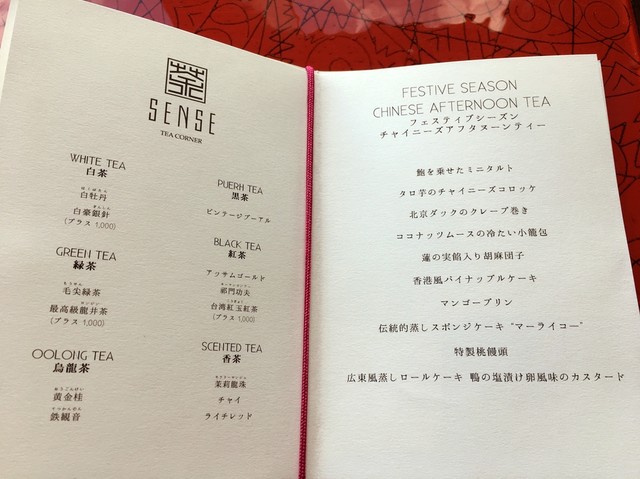 茶
SENSE
TEA CORNER
WHITE TEA
白茶
白牡丹
白豪銀針
(プラス 1,000)
GREEN TEA
緑茶
毛尖緑茶
最高級龍井茶
(プラス 1,000)
OOLONG TEA
烏龍茶
黄金桂
鉄観音
PUERH TEA
黒茶
ビンテージプーアル
BLACK TEA
紅茶
アッサムゴールド
祁門功夫
台湾紅玉紅茶
(プラス 1,000)
SCENTED TEA
香茶
茉莉龍珠
チャイ
ライチレッド
FESTIVE SEASON
CHINESE AFTERNOON TEA
フェスティブシーズン
チャイニーズアフタヌーンティー
鮑を乗せたミニタルト
タロ芋のチャイニーズコロッケ
北京ダックのクレープ巻き
ココナッツムースの冷たい小籠包
蓮の実餡入り胡麻団子
香港風パイナップルケーキ
マンゴープリン
伝統的蒸しスポンジケーキ “マーライコー”
特製桃饅頭
広東風蒸しロールケーキ 鴨の塩漬け卵風味のカスタード